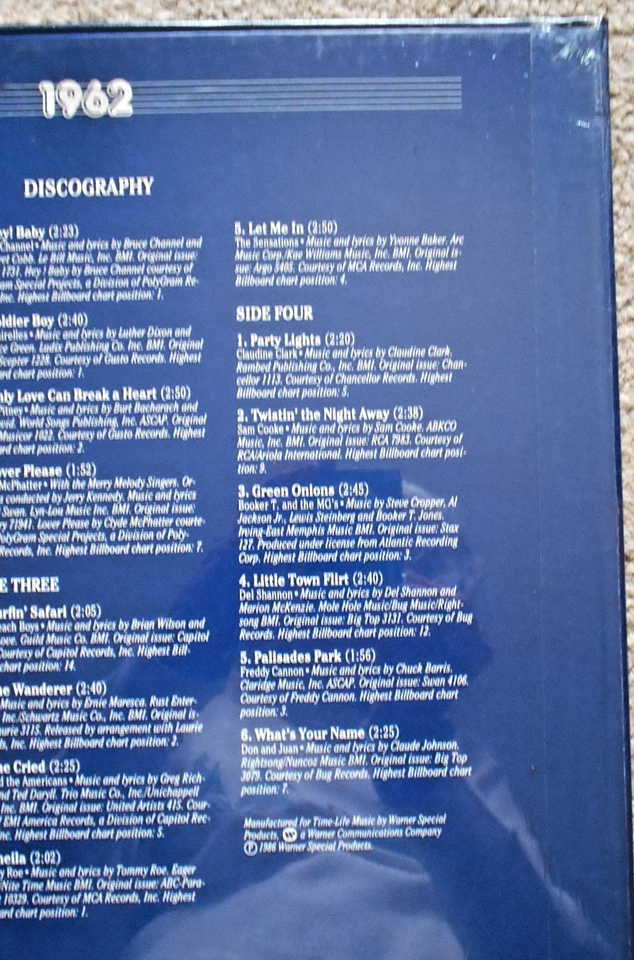 1962
DISCOGRAPHY
y! Baby (2:23)
Channel • Music and lyrics by Bruce Channel and
Cobb. Le Bill Music, Inc. BMI. Original issue:
1731. Hey! Baby by Bruce Channel courtesy of
Special Projects, a Division of PolyGram Re-
Inc. Highest Billboard chart position: 1.
oldier Boy (2:40)
irelles • Music and lyrics by Luther Dixon and
Green. Ludix Publishing Co. Inc. BMI. Original
Scepter 1228. Courtesy of Gusto Records. Highest
rd chart position: 1.
nly Love Can Break a Heart (2:50)
Pitney • Music and lyrics by Burt Bacharach and
vid. World Songs Publishing, Inc. ASCAP. Original
Musicor 1022. Courtesy of Gusto Records. Highest
rd chart position: 2.
over Please (1:52)
McPhatter • With the Merry Melody Singers. Or-
conducted by Jerry Kennedy. Music and lyrics
Swan. Lyn-Lou Music Inc. BMI. Original issue:
71941. Lover Please by Clyde McPhatter courte-
PolyGram Special Projects, a Division of Poly-
Records, Inc. Highest Billboard chart position: 7.
E THREE
urfin' Safari (2:05)
each Boys • Music and lyrics by Brian Wilson and
ove. Guild Music Co. BMI. Original issue: Capitol
Courtesy of Capitol Records, Inc. Highest Bill-
chart position: 14.
he Wanderer (2:40)
Music and lyrics by Ernie Maresca. Rust Enter-
Inc./Schwartz Music Co., Inc. BMI. Original is-
urie 3115. Released by arrangement with Laurie
ds, Inc. Highest Billboard chart position: 2.
he Cried (2:25)
d the Americans • Music and lyrics by Greg Rich-
nd Ted Daryll. Trio Music Co., Inc./Unichappell
Inc. BMI. Original issue: United Artists 415. Cour-
EMI America Records, a Division of Capitol Rec-
nc. Highest Billboard chart position: 5.
heila (2:02)
y Roe • Music and lyrics by Tommy Roe. Eager
Nite Time Music BMI. Original issue: ABC-Para-
10329. Courtesy of MCA Records, Inc. Highest
rd chart position: 1.
5. Let Me In (2:50)
The Sensations • Music and lyrics by Yvonne Baker. Arc
Music Corp./Kae Williams Music, Inc. BMI. Original is-
sue: Argo 5405. Courtesy of MCA Records, Inc. Highest
Billboard chart position: 4.
SIDE FOUR
1. Party Lights (2:20)
Claudine Clark • Music and lyrics by Claudine Clark.
Rambed Publishing Co., Inc. BMI. Original issue: Chan-
cellor 1113. Courtesy of Chancellor Records. Highest
Billboard chart position: 5.
2. Twistin' the Night Away (2:38)
Sam Cooke • Music and lyrics by Sam Cooke. ABKCO
Music, Inc. BMI. Original issue: RCA 7983. Courtesy of
RCA/Ariola International. Highest Billboard chart posi-
tion: 9.
3. Green Onions (2:45)
Booker T. and the MG's • Music by Steve Cropper, Al
Jackson Jr., Lewis Steinberg and Booker T. Jones.
Irving-East Memphis Music BMI. Original issue: Stax
127. Produced under license from Atlantic Recording
Corp. Highest Billboard chart position: 3.
4. Little Town Flirt (2:40)
Del Shannon • Music and lyrics by Del Shannon and
Marion McKenzie. Mole Hole Music/Bug Music/Right-
song BMI. Original issue: Big Top 3131. Courtesy of Bug
Records. Highest Billboard chart position: 12.
5. Palisades Park (1:56)
Freddy Cannon • Music and lyrics by Chuck Barris.
Claridge Music, Inc. ASCAP. Original issue: Swan 4106.
Courtesy of Freddy Cannon. Highest Billboard chart
position: 3.
6. What's Your Name (2:25)
Don and Juan • Music and lyrics by Claude Johnson.
Rightsong/Nuncoz Music BMI. Original issue: Big Top
3079. Courtesy of Bug Records. Highest Billboard chart
position: 7.
Manufactured for Time-Life Music by Warner Special
Products, a Warner Communications Company
Ⓟ 1986 Warner Special Products.